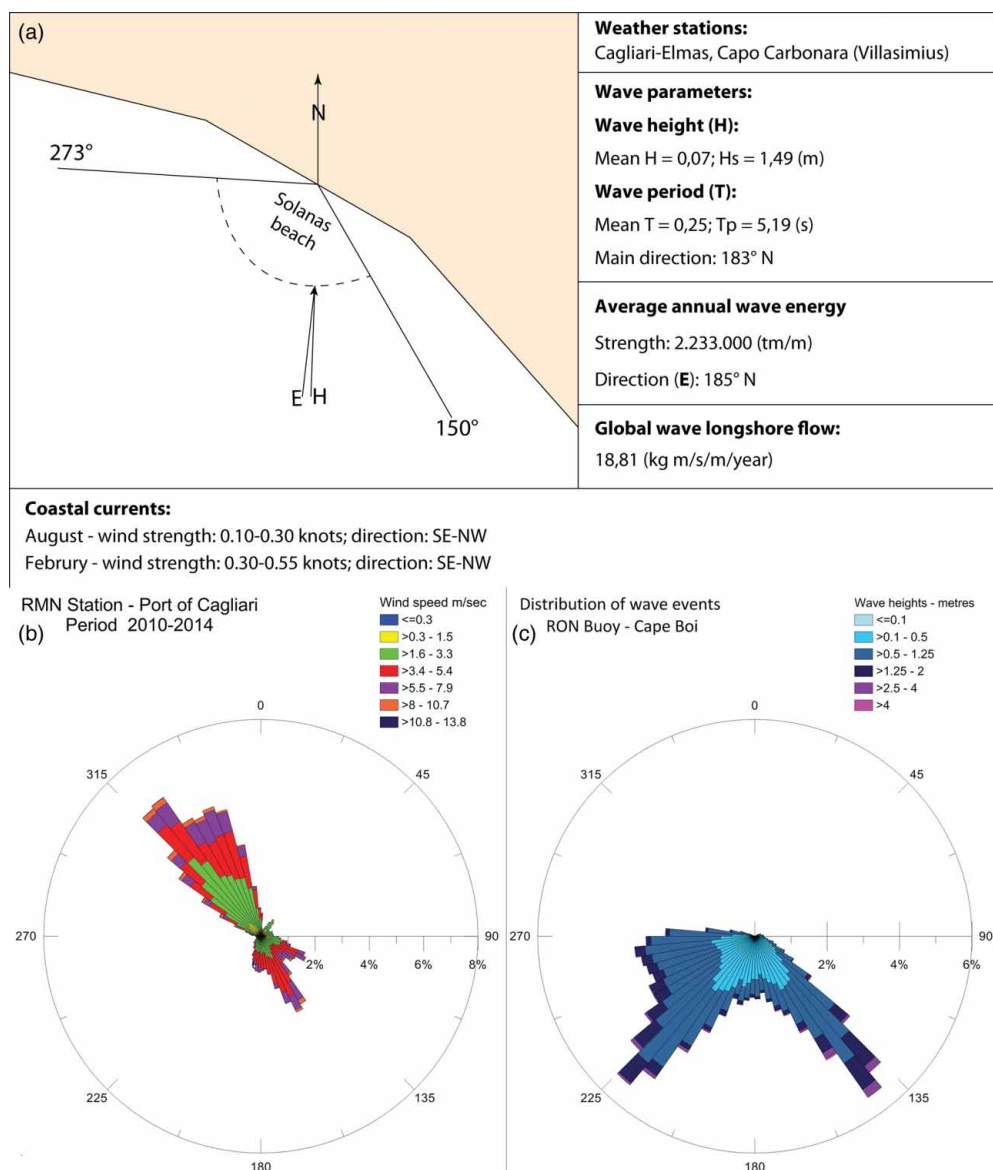 (a)
N
273°
Solanas
beach
E H
150°
Weather stations:
Cagliari-Elmas, Capo Carbonara (Villasimius)
Wave parameters:
Wave height (H):
Mean H = 0,07; Hs = 1,49 (m)
Wave period (T):
Mean T = 0,25; Tp = 5,19 (s)
Main direction: 183° N
Average annual wave energy
Strength: 2.233.000 (tm/m)
Direction (E): 185° N
Global wave longshore flow:
18,81 (kg m/s/m/year)
Coastal currents:
August - wind strength: 0.10-0.30 knots; direction: SE-NW
Februry - wind strength: 0.30-0.55 knots; direction: SE-NW
RMN Station - Port of Cagliari
(b) Period 2010-2014
Wind speed m/sec
<=0.3
>0.3 - 1.5
>1.6 - 3.3
>3.4 - 5.4
>5.5 - 7.9
>8 - 10.7
>10.8 - 13.8
0
315
45
270
90
2% 4% 6% 8%
225
135
180
Distribution of wave events
(c) RON Buoy - Cape Boi
Wave heights - metres
<=0.1
>0.1 - 0.5
>0.5 - 1.25
>1.25 - 2
>2.5 - 4
>4
0
315
45
270
90
2% 4% 6%
225
135
180